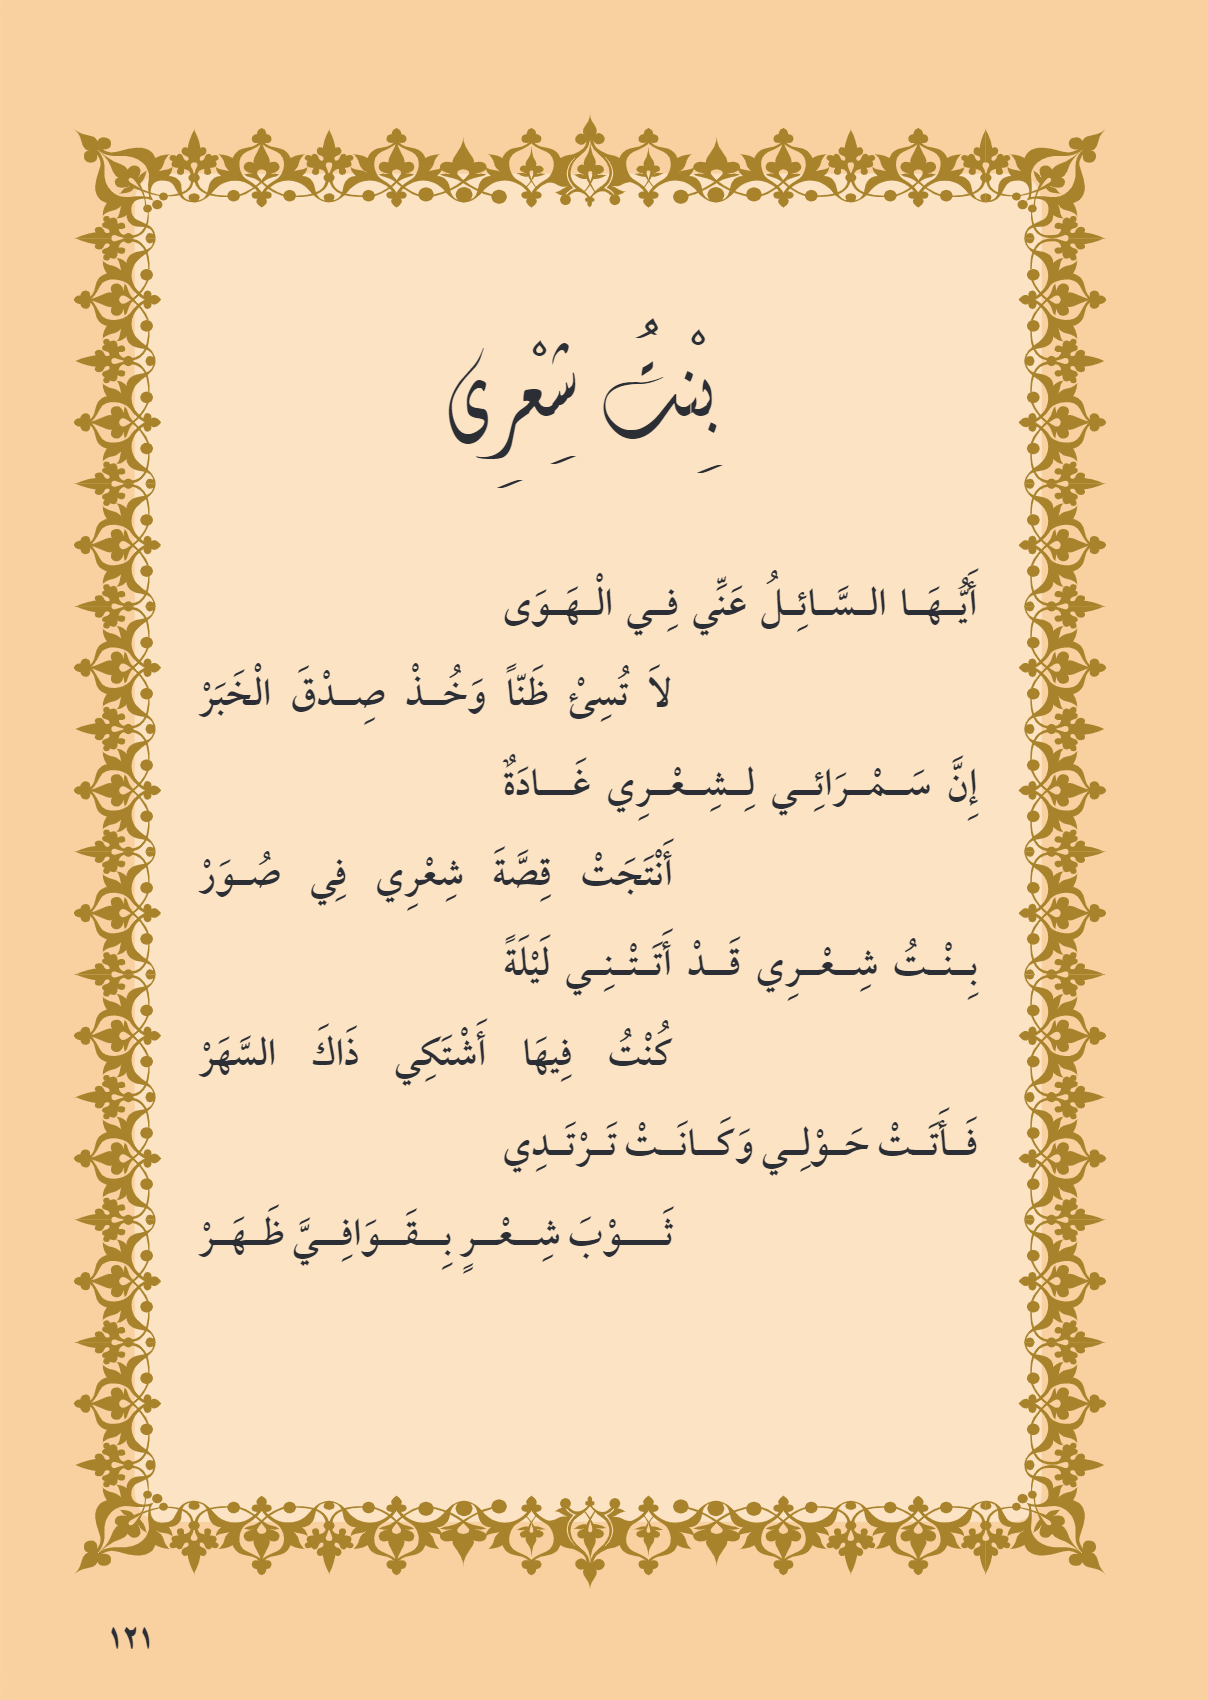 بِنْتُ شِعْرِي
أَيُّهَا السَّائِلُ عَنِّي فِي الْهَوَى
لاَ تُسِئْ ظَنّاً وَخُذْ صِدْقَ الْخَبَرْ
إِنَّ سَمْرَائِي لِشِعْرِي غَادَةٌ
أَنْتَجَتْ قِصَّةَ شِعْرِي فِي صُوَرْ
بِنْتُ شِعْرِي قَدْ أَتَتْنِي لَيْلَةً
كُنْتُ فِيهَا أَشْتَكِي ذَاكَ السَّهَرْ
فَأَتَتْ حَوْلِي وَكَانَتْ تَرْتَدِي
ثَوْبَ شِعْرٍ بِقَوَافِيَّ ظَهَرْ
١٢١